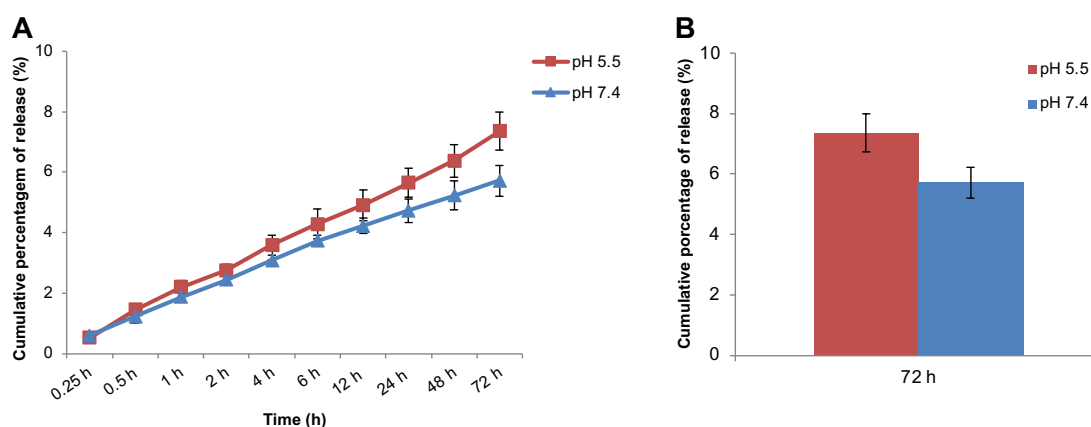 A
Cumulative percentagem of release (%)
10
8
6
4
2
0
0.25 h
0.5 h
1 h
2 h
4 h
6 h
12 h
24 h
48 h
72 h
Time (h)
pH 5.5
pH 7.4
B
Cumulative porcentage of release (%)
10
8
6
4
2
0
72 h
pH 5.5
pH 7.4